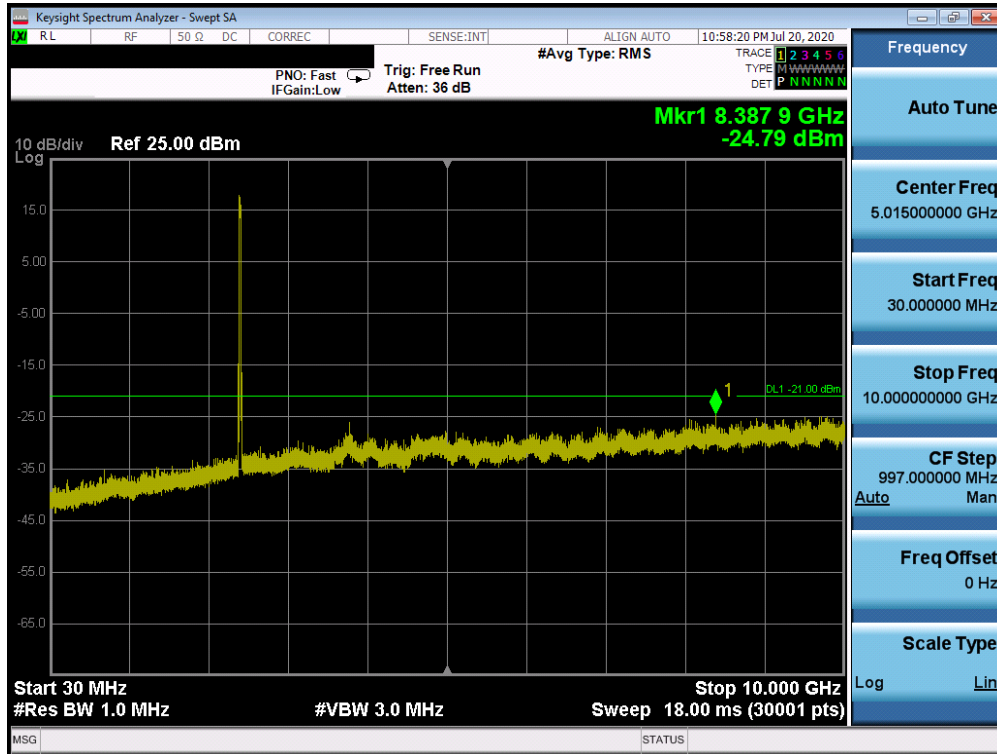 Keysight Spectrum Analyzer - Swept SA
LXI RL RF 50 Ω DC CORREC SENSE:INT ALIGN AUTO 10:58:20 PM Jul 20, 2020
#Avg Type: RMS
TRACE 1 2 3 4 5 6
PNO: Fast
Trig: Free Run
TYPE M WWWWW
IFGain:Low
Atten: 36 dB
DET P N N N N N
Mkr1 8.387 9 GHz
-24.79 dBm
10 dB/div
Ref 25.00 dBm
Log
15.0
5.00
-5.00
-15.0
1
DL1 -21.00 dBm
-25.0
-35.0
-45.0
-55.0
-65.0
Start 30 MHz
Stop 10.000 GHz
#Res BW 1.0 MHz
#VBW 3.0 MHz
Sweep 18.00 ms (30001 pts)
MSG
STATUS
Frequency
Auto Tune
Center Freq
5.015000000 GHz
Start Freq
30.000000 MHz
Stop Freq
10.000000000 GHz
CF Step
997.000000 MHz
Auto Man
Freq Offset
0 Hz
Scale Type
Log Lin